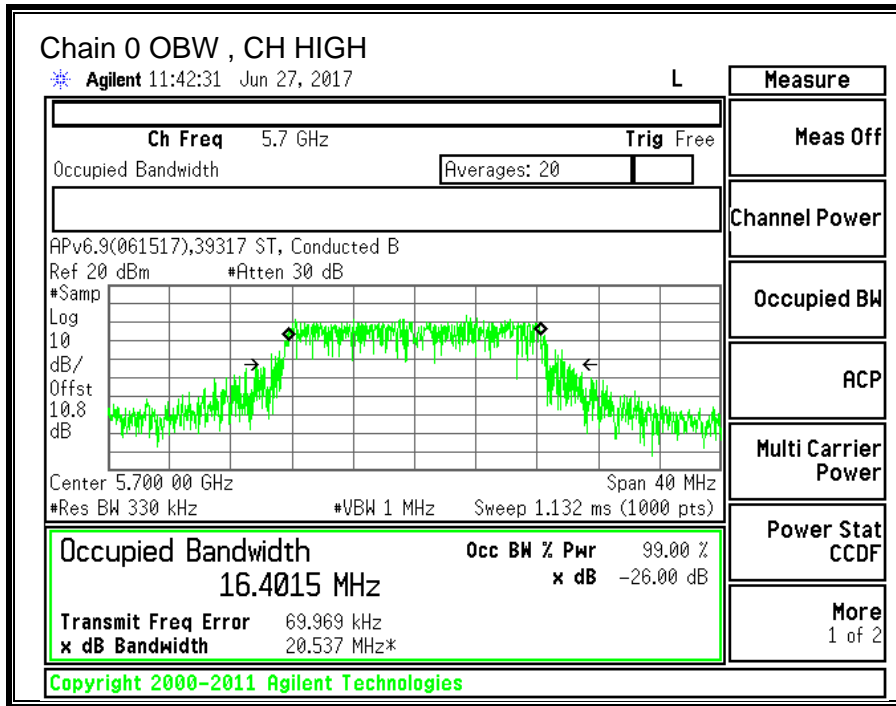 Chain 0 OBW , CH HIGH
Agilent 11:42:31 Jun 27, 2017 L
Measure
Ch Freq 5.7 GHz Trig Free
Occupied Bandwidth Averages: 20
APv6.9(061517),39317 ST, Conducted B
Ref 20 dBm #Atten 30 dB
#Samp
Log
10
dB/
Offst
10.8
dB
Center 5.700 00 GHz Span 40 MHz
#Res BW 330 kHz #VBW 1 MHz Sweep 1.132 ms (1000 pts)
Occupied Bandwidth Occ BW % Pwr 99.00 %
16.4015 MHz x dB -26.00 dB
Transmit Freq Error 69.969 kHz
x dB Bandwidth 20.537 MHz*
Copyright 2000-2011 Agilent Technologies
Meas Off
Channel Power
Occupied BW
ACP
Multi Carrier
Power
Power Stat
CCDF
More
1 of 2